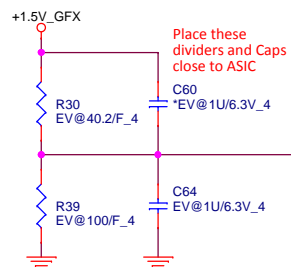 +1.5V_GFX
Place these
dividers and Caps
close to ASIC
R30
EV@40.2/F_4
C60
*EV@1U/6.3V_4
R39
EV@100/F_4
C64
EV@1U/6.3V_4